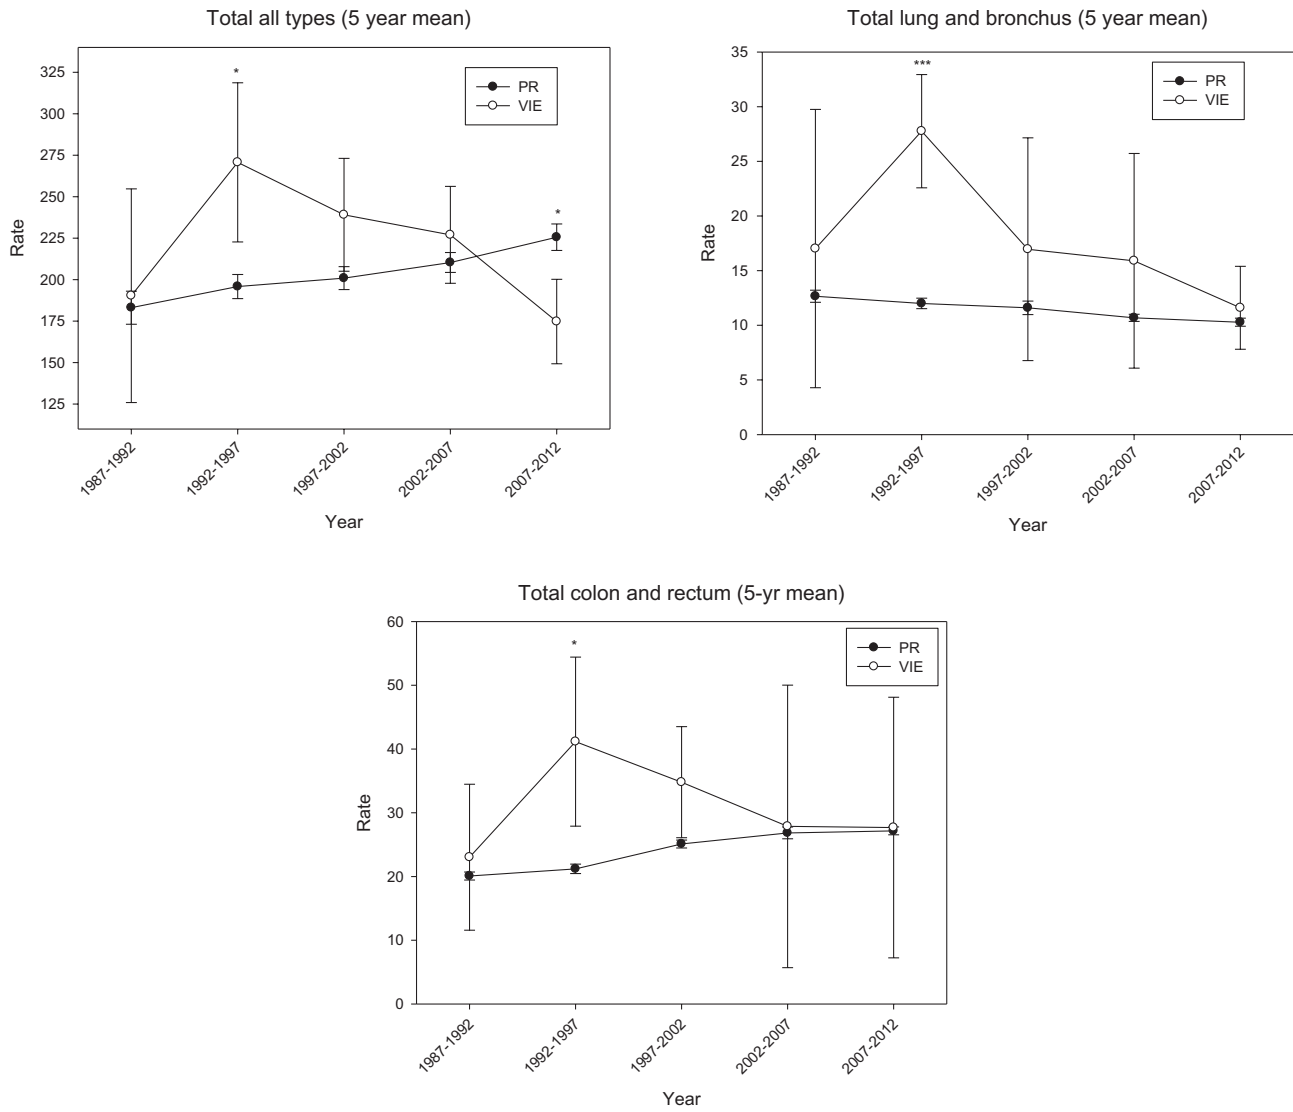 Total all types (5 year mean)
325
300
275
250
225
200
175
150
125
Rate
*
*
PR
VIE
1987-1992
1992-1997
1997-2002
2002-2007
2007-2012
Year
Total lung and bronchus (5 year mean)
35
30
25
20
15
10
5
0
Rate
***
PR
VIE
1987-1992
1992-1997
1997-2002
2002-2007
2007-2012
Year
Total colon and rectum (5-yr mean)
60
50
40
30
20
10
0
Rate
*
PR
VIE
1987-1992
1992-1997
1997-2002
2002-2007
2007-2012
Year